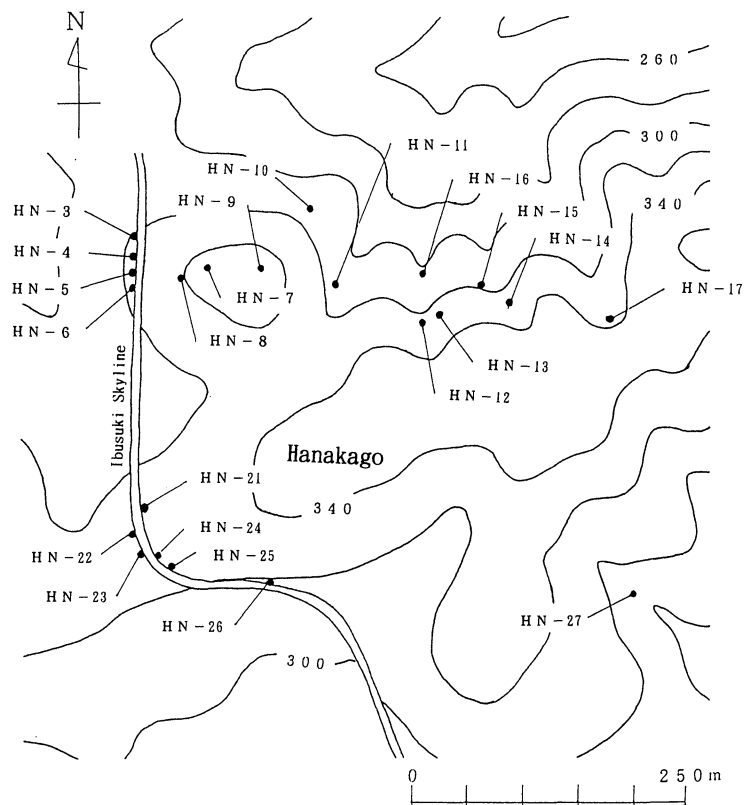 N
260
300
HN-11
HN-10
HN-16
HN-9
340
HN-3
HN-15
HN-4
HN-14
HN-5
HN-7
HN-17
HN-6
HN-8
HN-13
HN-12
Ibusuki Skyline
Hanakago
HN-21
340
HN-24
HN-22
HN-25
HN-23
HN-26
HN-27
300
0
250m